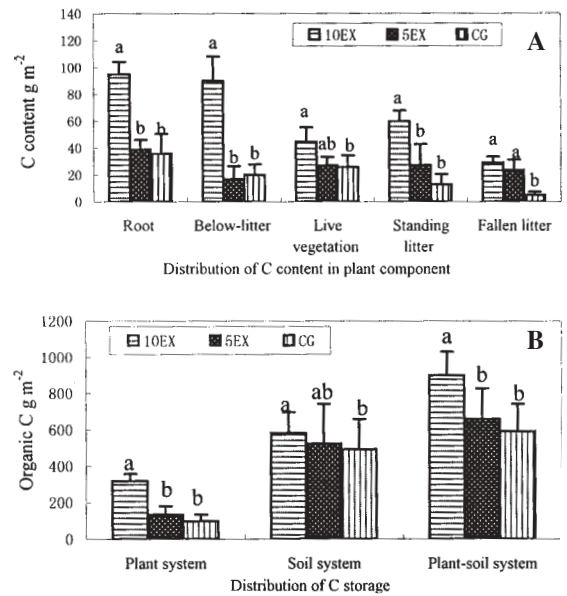 140
120
100
80
60
40
20
0
C content g m-2
10EX 5EX CG
A
a b b
a b b
a ab b
a b b
a a b
Root Below-litter Live vegetation Standing litter Fallen litter
Distribution of C content in plant component
1200
1000
800
600
400
200
0
Organic C g m-2
10EX 5EX CG
B
a b b
a ab b
a b b
Plant system Soil system Plant-soil system
Distribution of C storage